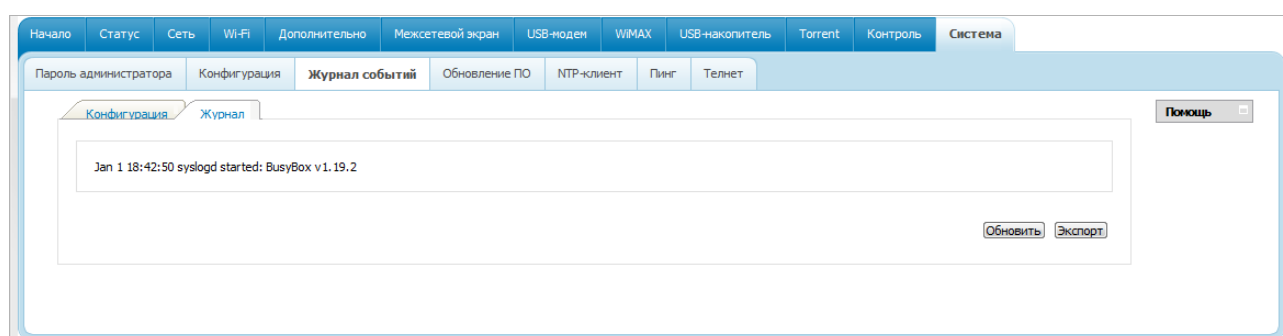 Начало Статус Сеть Wi-Fi Дополнительно Межсетевой экран USB-модем WiMAX USB-накопитель Torrent Контроль Система
Пароль администратора Конфигурация Журнал событий Обновление ПО NTP-клиент Пинг Телнет
Конфигурация Журнал Помощь
Jan 1 18:42:50 syslogd started: BusyBox v1.19.2
Обновить Экспорт